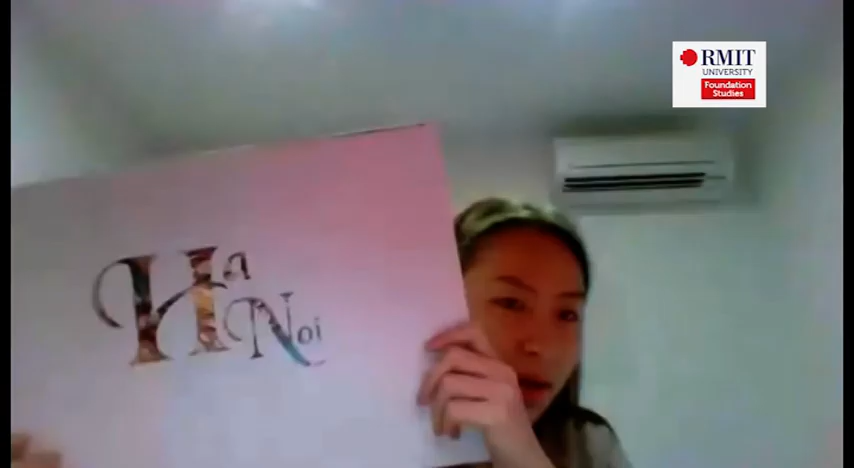 RMIT
UNIVERSITY
Foundation
Studies
Ha
Noi